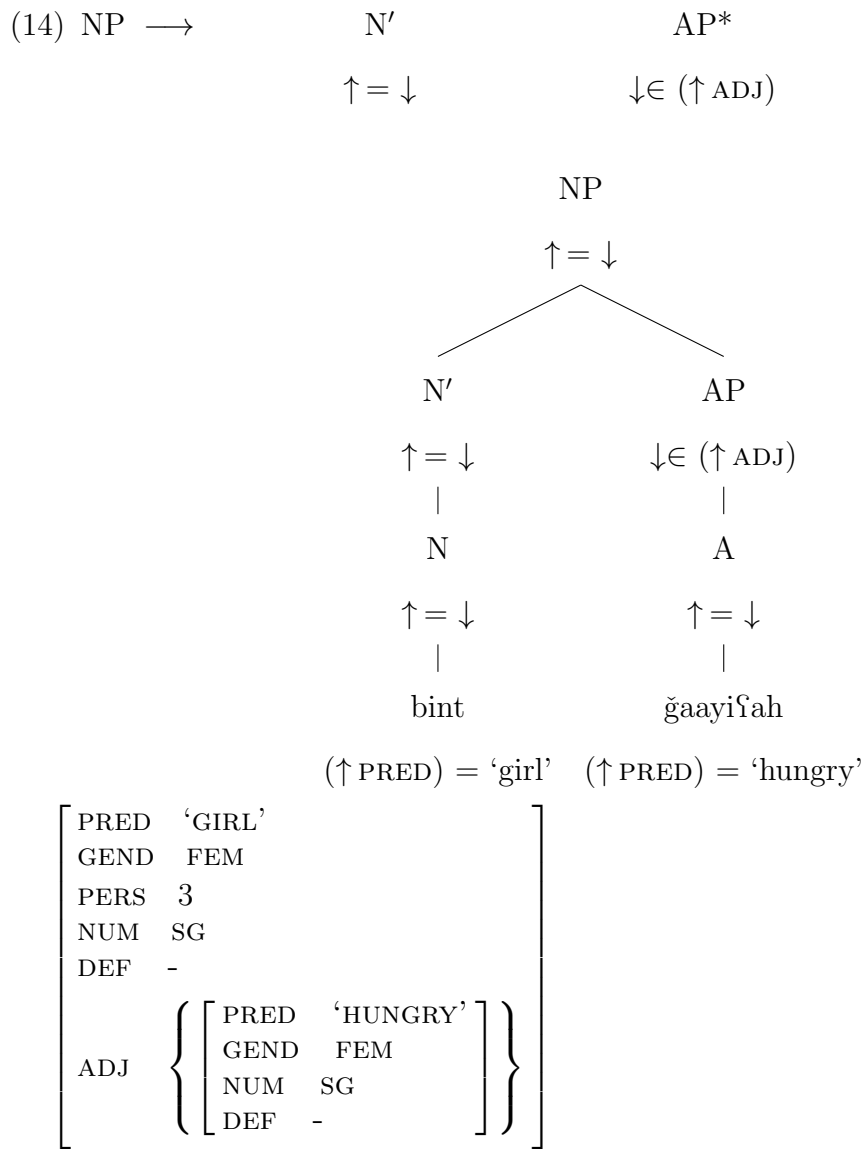 (14) NP ⟶ N′ AP*
↑ = ↓ ↓∈ (↑ ADJ)
NP
↑ = ↓
N′ AP
↑ = ↓ ↓∈ (↑ ADJ)
N A
↑ = ↓ ↑ = ↓
bint ǧaayiʕah
(↑ PRED) = ‘girl’ (↑ PRED) = ‘hungry’
PRED ‘GIRL’
GEND FEM
PERS 3
NUM SG
DEF -
ADJ { [ PRED ‘HUNGRY’
GEND FEM
NUM SG
DEF - ] }